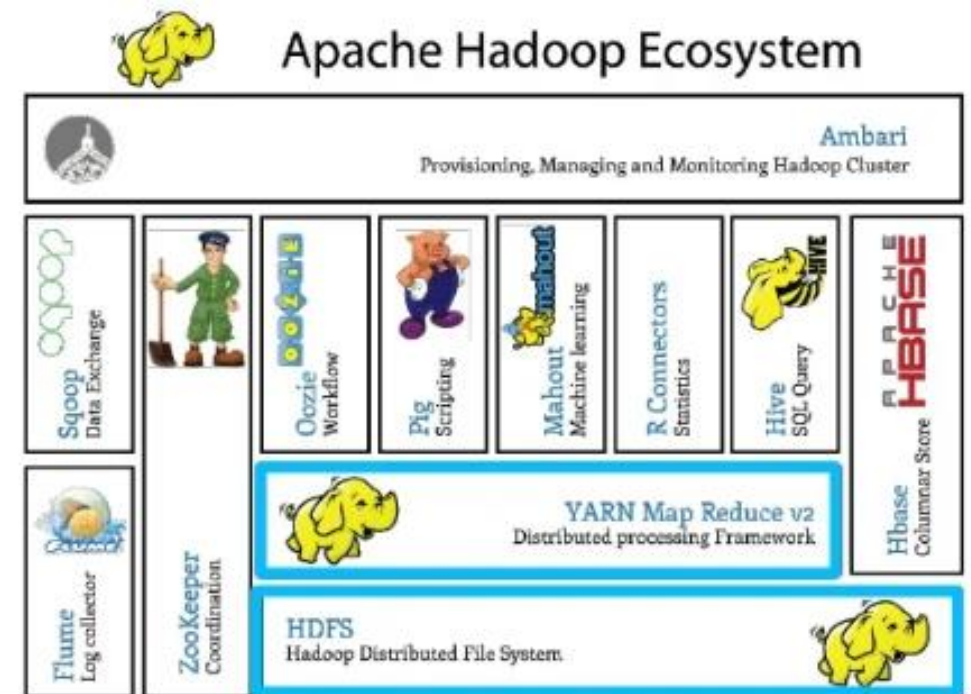 Apache Hadoop Ecosystem
Ambari
Provisioning, Managing and Monitoring Hadoop Cluster
sqoop
Sqoop
Data Exchange
ZooKeeper
Coordination
OOZIE
Oozie
Workflow
Pig
Scripting
mahout
Mahout
Machine learning
R Connectors
Statistics
HIVE
Hive
SQL Query
APACHE
HBASE
Hbase
Columnar Store
FLUME
Flume
Log collector
YARN Map Reduce v2
Distributed processing Framework
HDFS
Hadoop Distributed File System